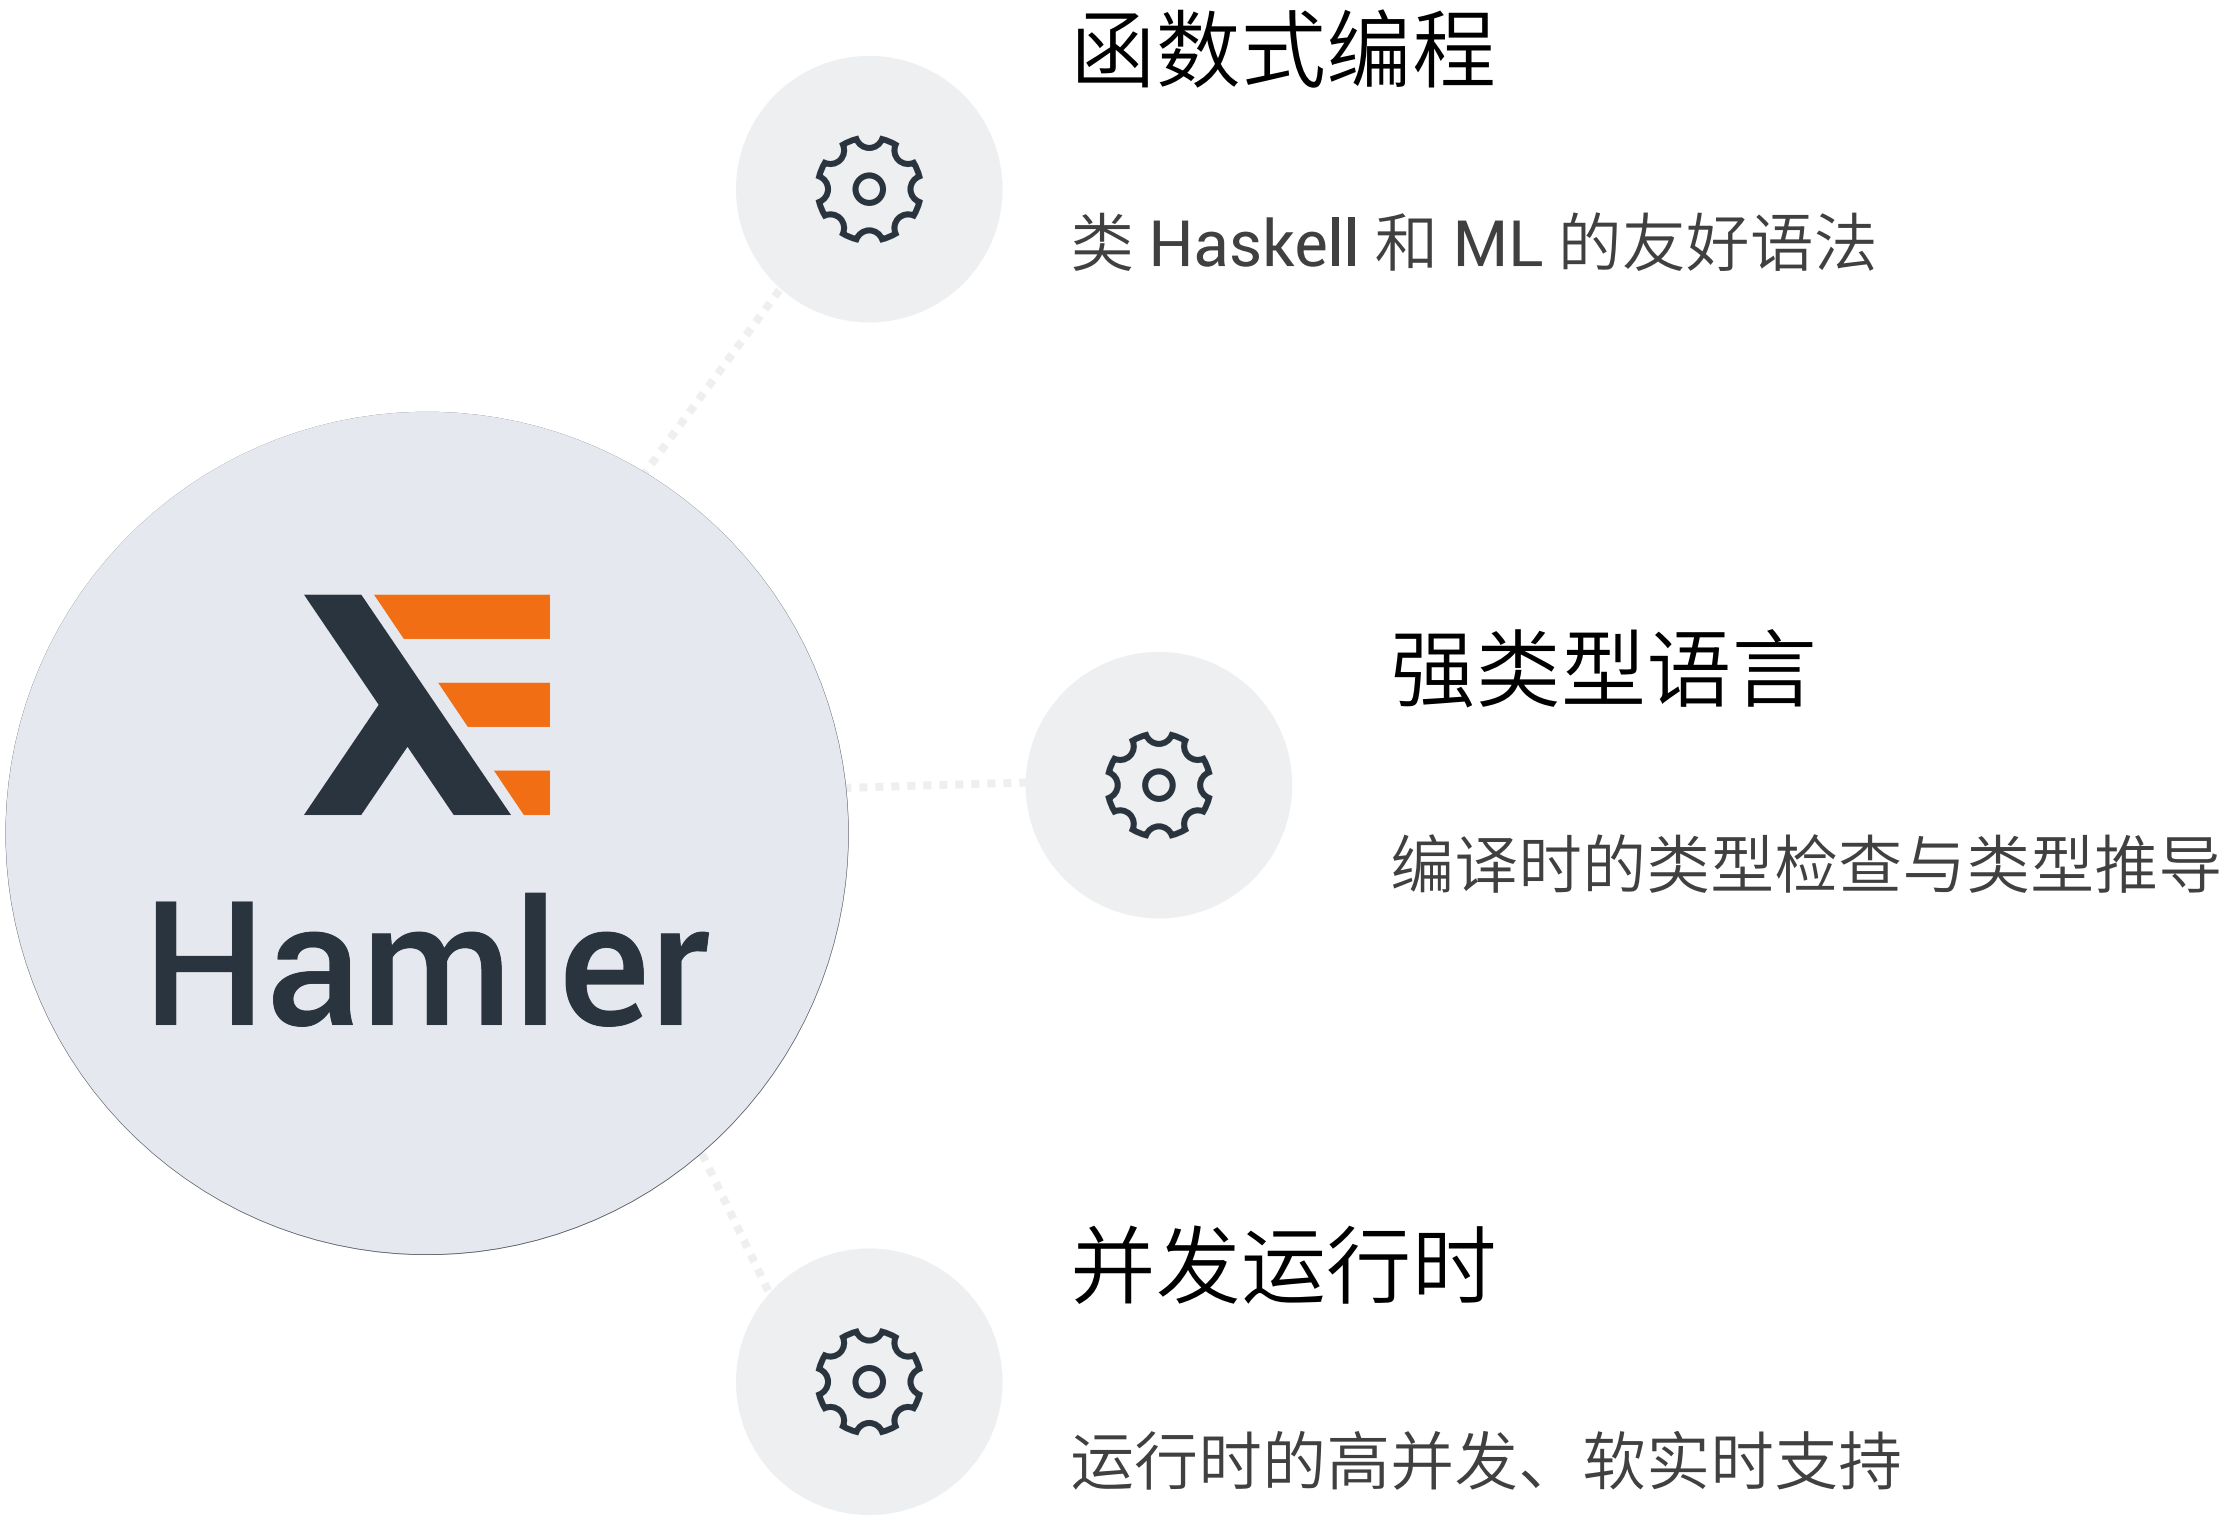 函数式编程
类 Haskell 和 ML 的友好语法
Hamler
强类型语言
编译时的类型检查与类型推导
并发运行时
运行时的高并发、软实时支持